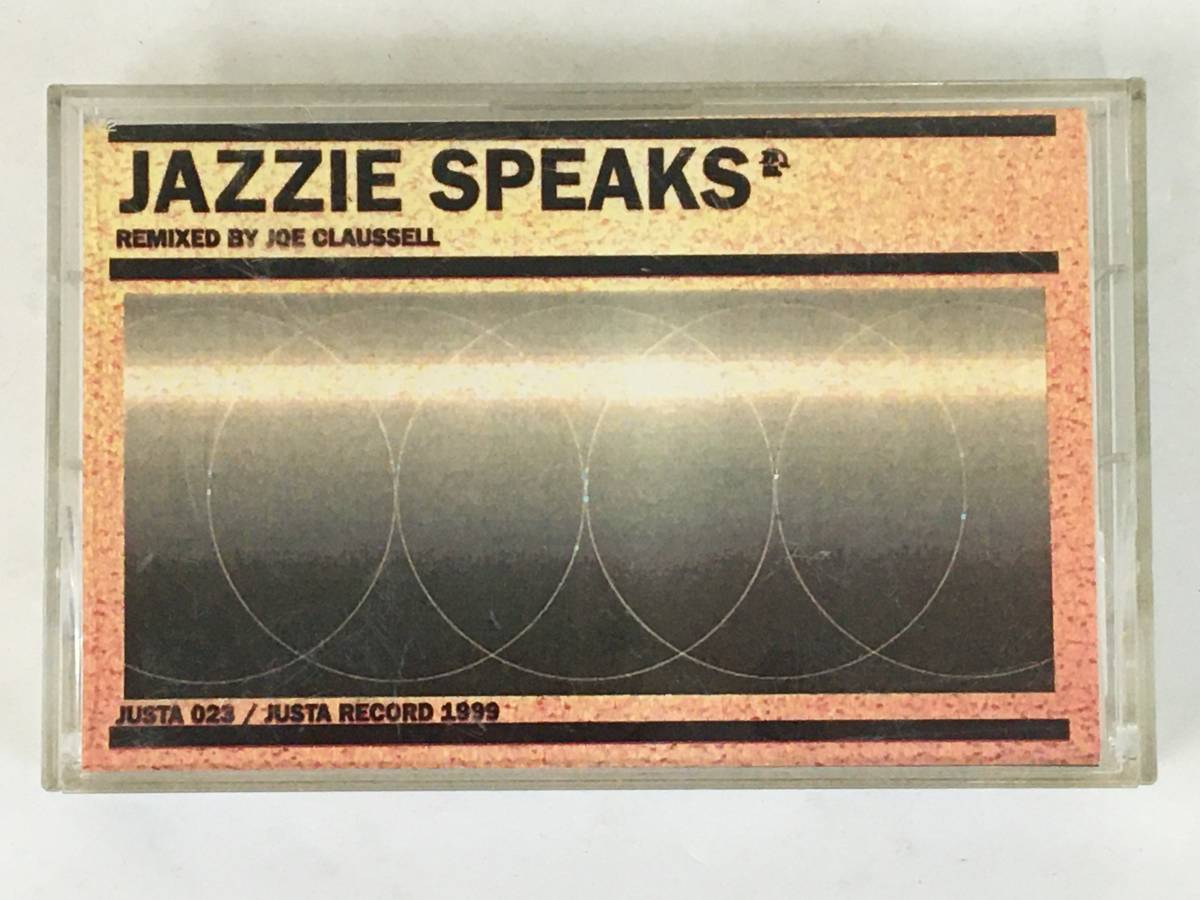 JAZZIE SPEAKS
REMIXED BY JOE CLAUSSELL
JUSTA 023 / JUSTA RECORD 1999